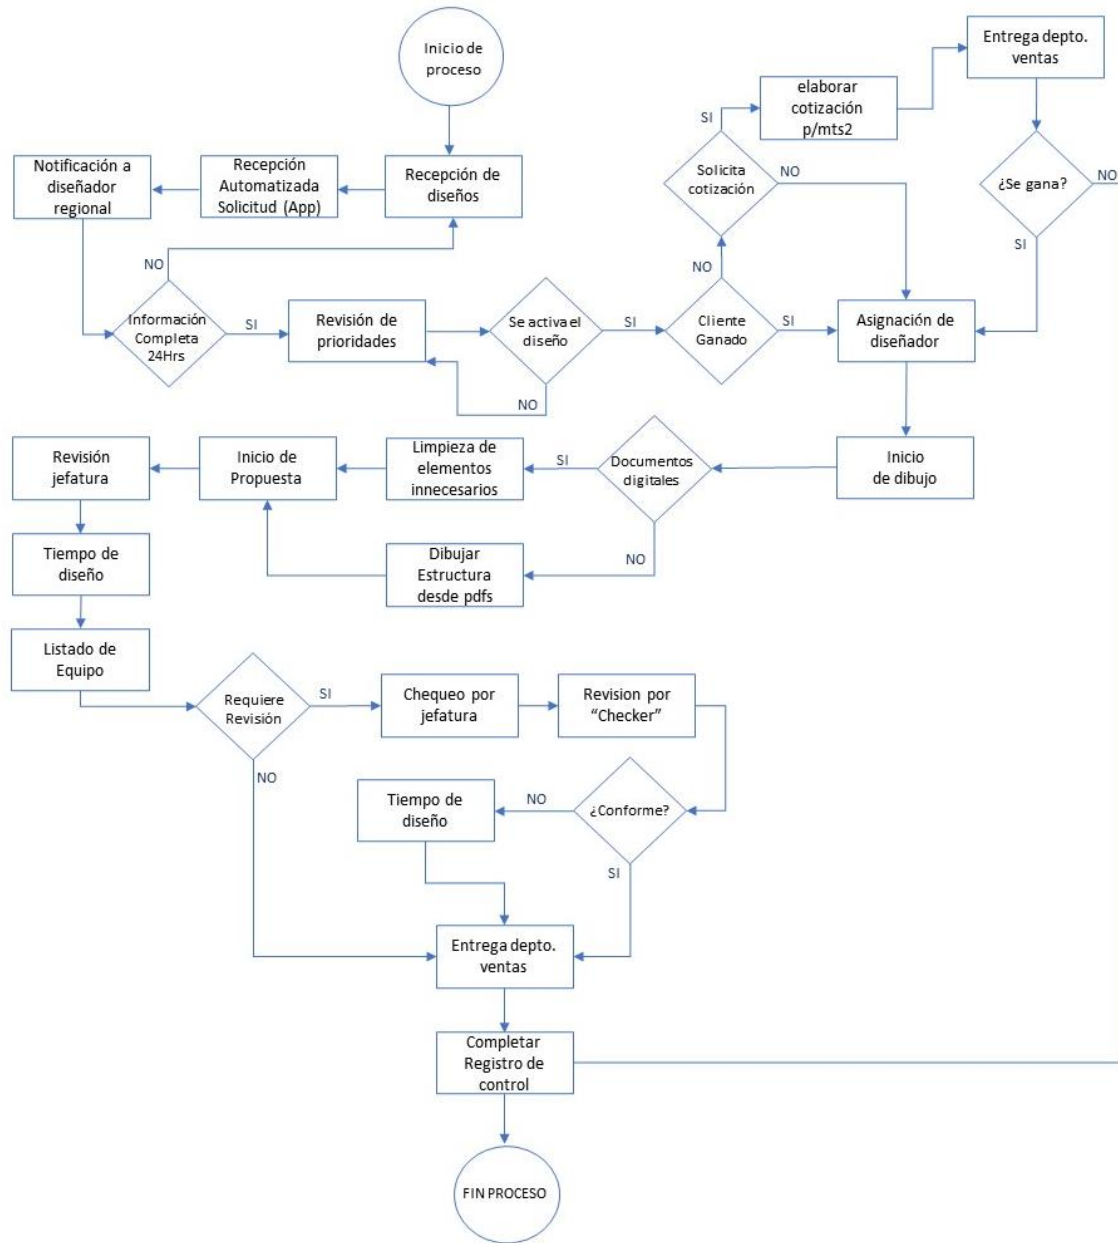 Inicio de
proceso
Entrega depto.
ventas
elaborar
cotización
p/mts2
SI
Notificación a
diseñador
regional
Recepción
Automatizada
Solicitud (App)
Recepción de
diseños
Solicita
cotización
NO
¿Se gana?
NO
SI
NO
NO
Información
Completa
24Hrs
SI
Revisión de
prioridades
Se activa el
diseño
SI
Cliente
Ganado
SI
Asignación de
diseñador
NO
Revisión
jefatura
Inicio de
Propuesta
Limpieza de
elementos
innecesarios
SI
Documentos
digitales
Inicio
de dibujo
Tiempo de
diseño
Dibujar
Estructura
desde pdfs
NO
Listado de
Equipo
Requiere
Revisión
SI
Chequeo por
jefatura
Revision por
“Checker”
NO
Tiempo de
diseño
NO
¿Conforme?
SI
Entrega depto.
ventas
Completar
Registro de
control
FIN PROCESO